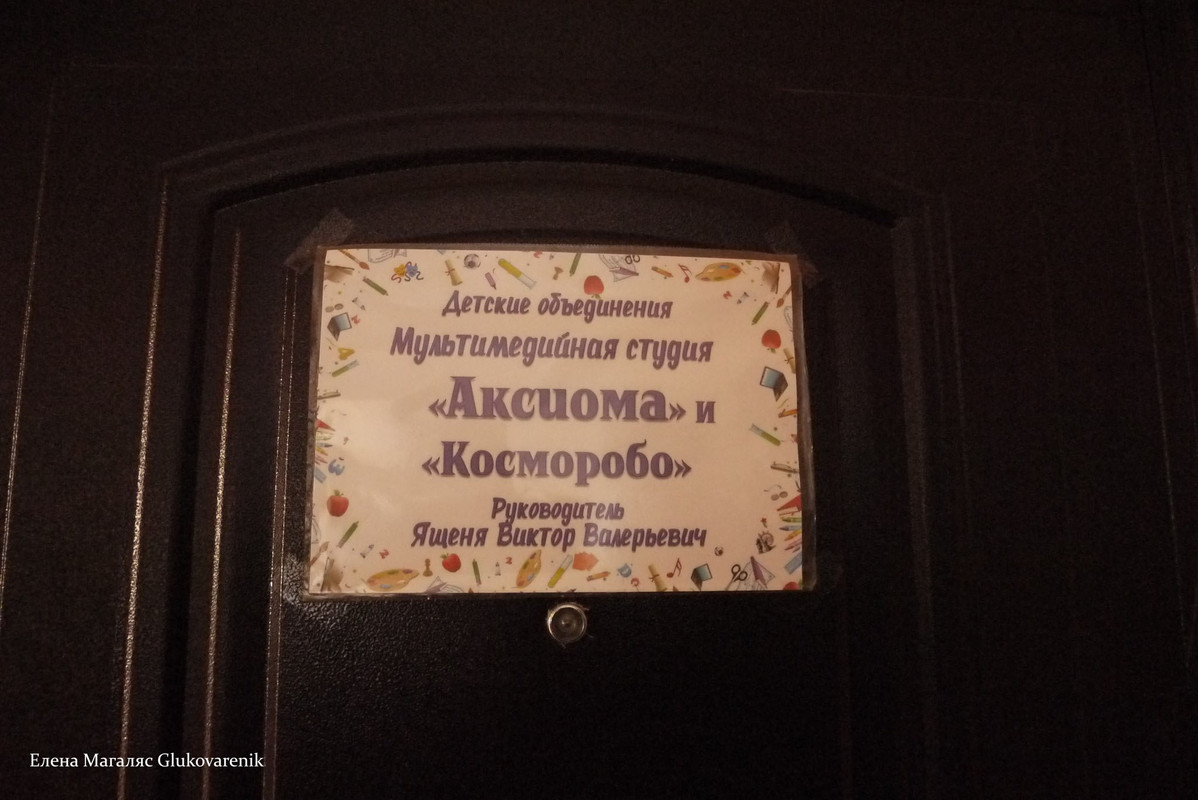 Детские объединения
Мультимедийная студия
«Аксиома» и
«Косморобо»
Руководитель
Ященя Виктор Валерьевич
Елена Магаляс Glukovarenik